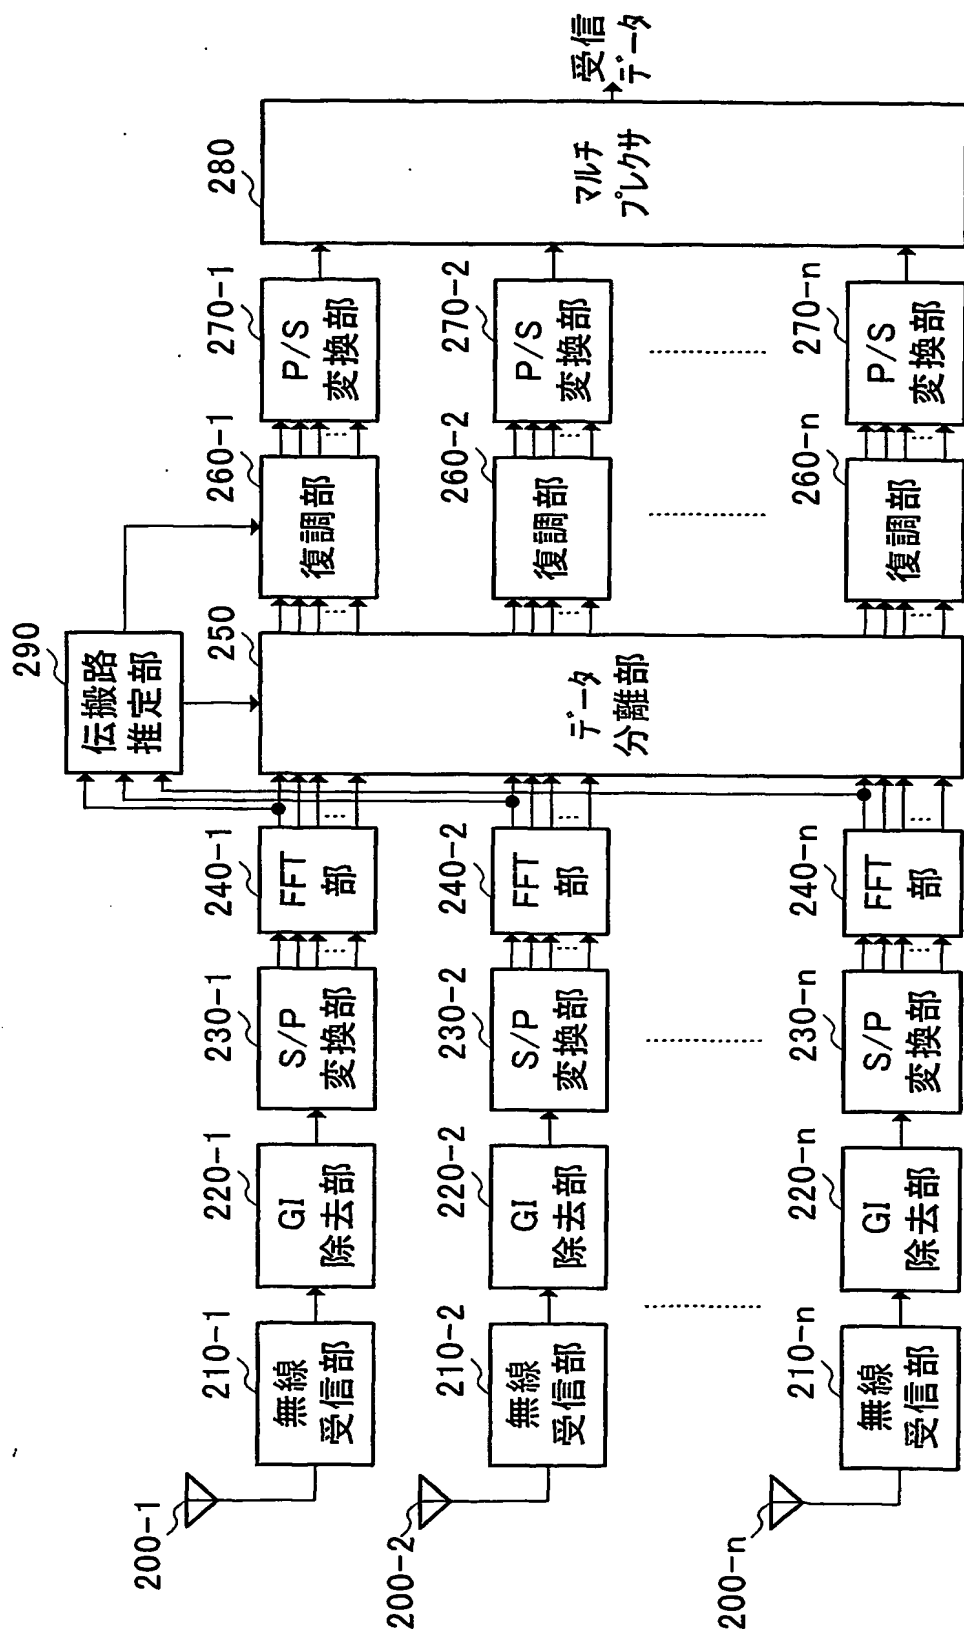 290
伝搬路
推定部
200-1
210-1
無線
受信部
220-1
GI
除去部
230-1
S/P
変換部
240-1
FFT
部
250
データ
分離部
260-1
復調部
270-1
P/S
変換部
280
マルチ
プレクサ
受信
データ
200-2
210-2
無線
受信部
220-2
GI
除去部
230-2
S/P
変換部
240-2
FFT
部
260-2
復調部
270-2
P/S
変換部
200-n
210-n
無線
受信部
220-n
GI
除去部
230-n
S/P
変換部
240-n
FFT
部
260-n
復調部
270-n
P/S
変換部